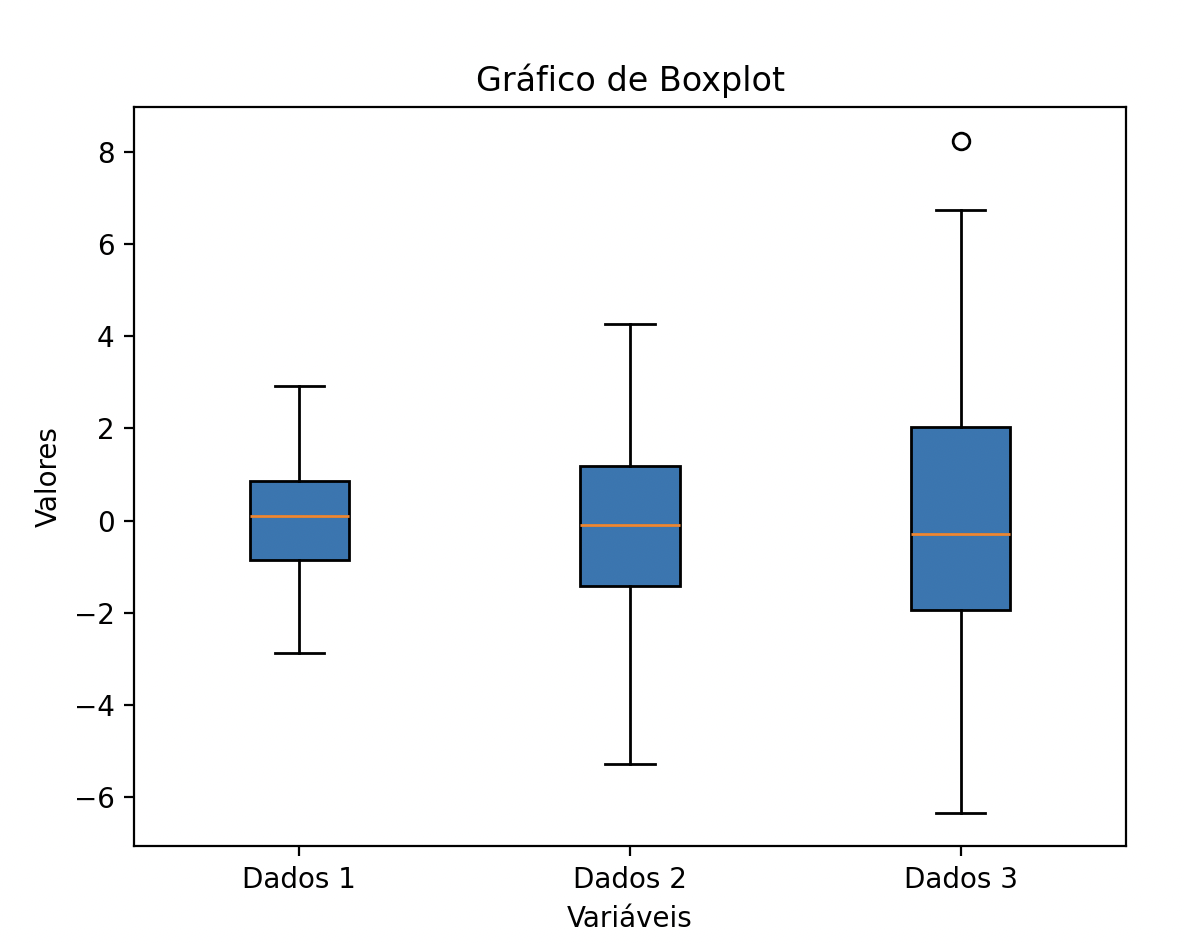 Gráfico de Boxplot
Valores
8
6
4
2
0
−2
−4
−6
Dados 1
Dados 2
Dados 3
Variáveis